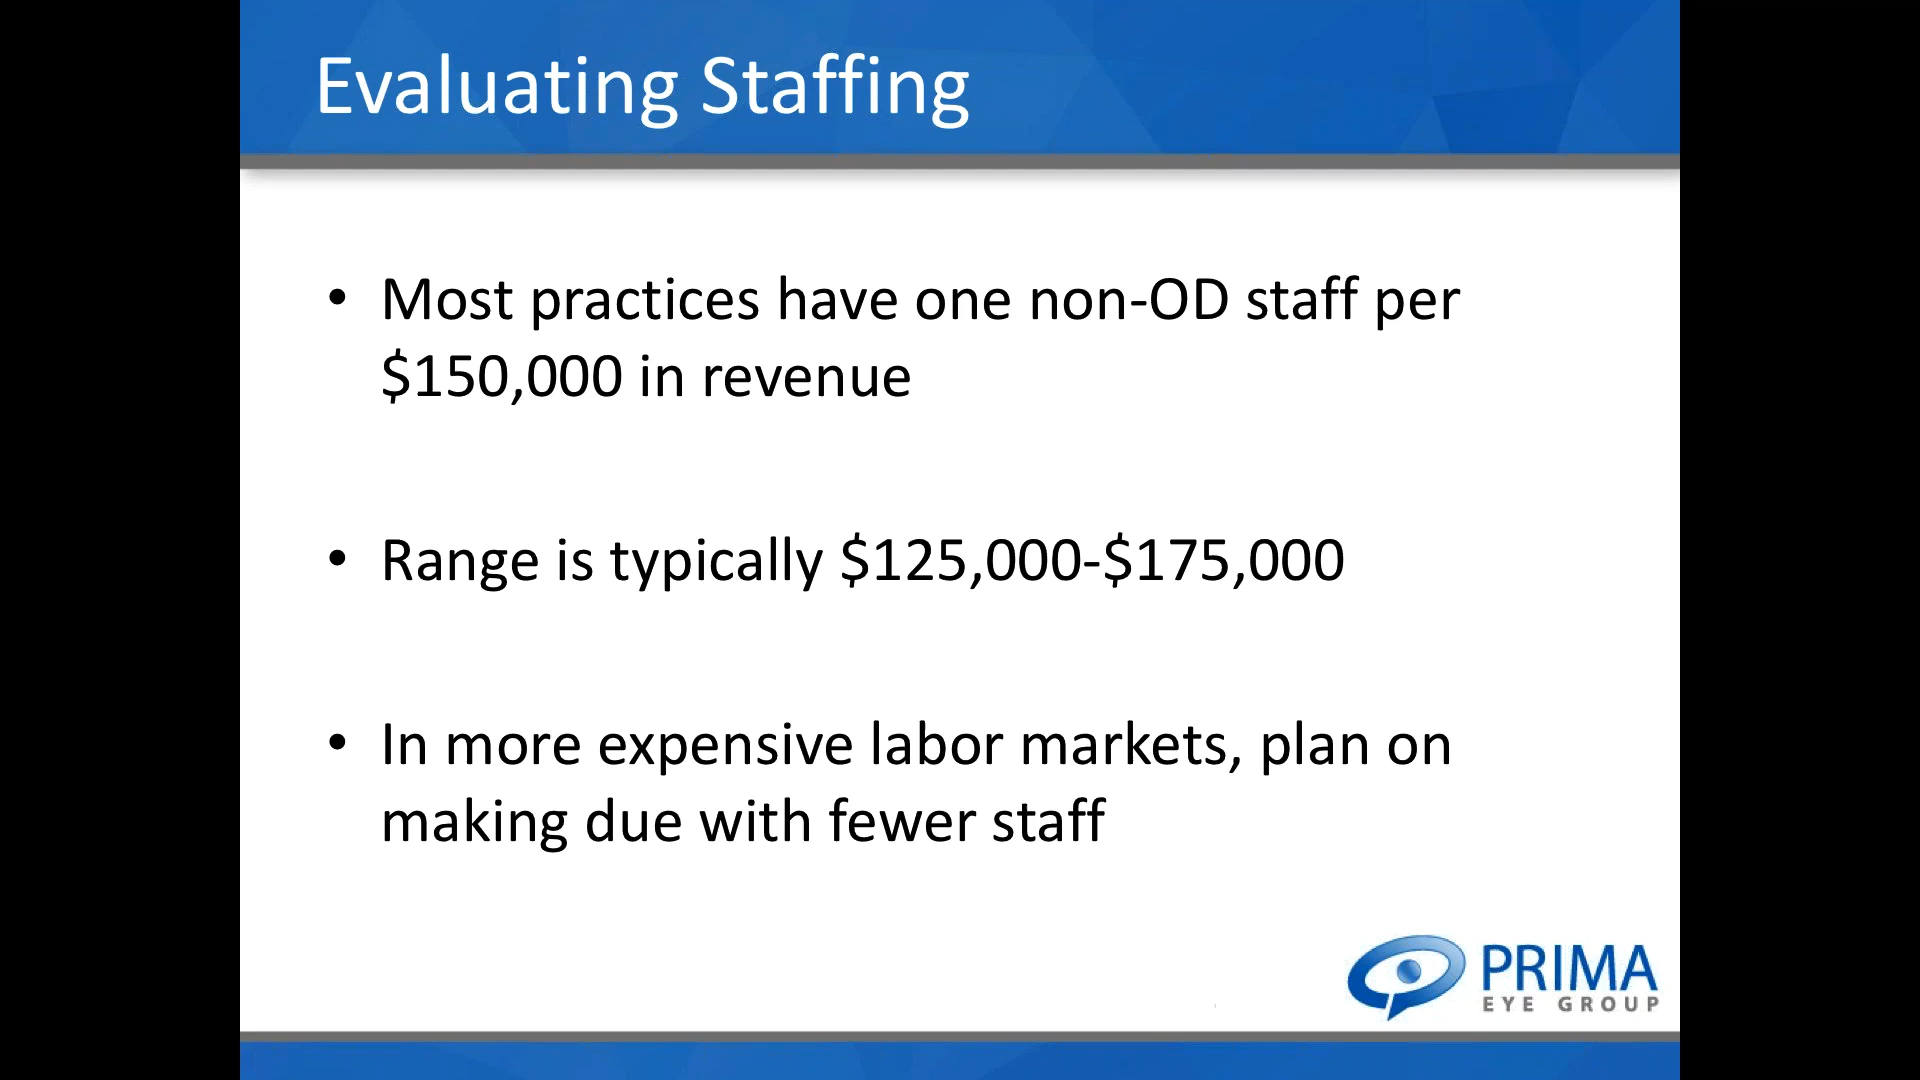 Evaluating Staffing
• Most practices have one non-OD staff per
$150,000 in revenue
• Range is typically $125,000-$175,000
• In more expensive labor markets, plan on
making due with fewer staff
PRIMA
EYE GROUP